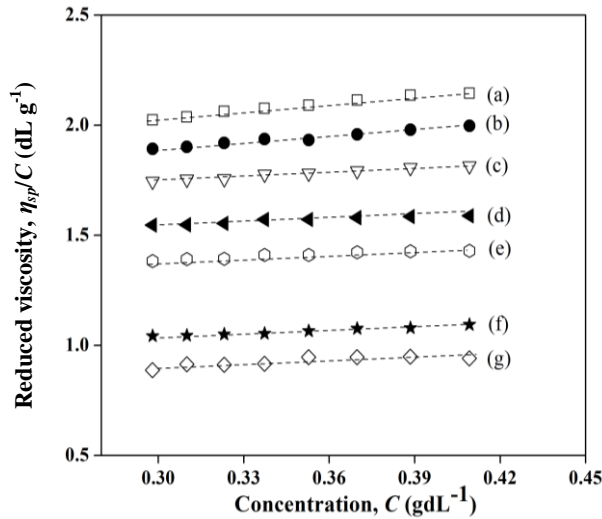 2.5
2.0
1.5
1.0
0.5
Reduced viscosity, ηsp/C (dL g⁻¹)
(a)
(b)
(c)
(d)
(e)
(f)
(g)
0.30 0.33 0.36 0.39 0.42 0.45
Concentration, C (gdL⁻¹)